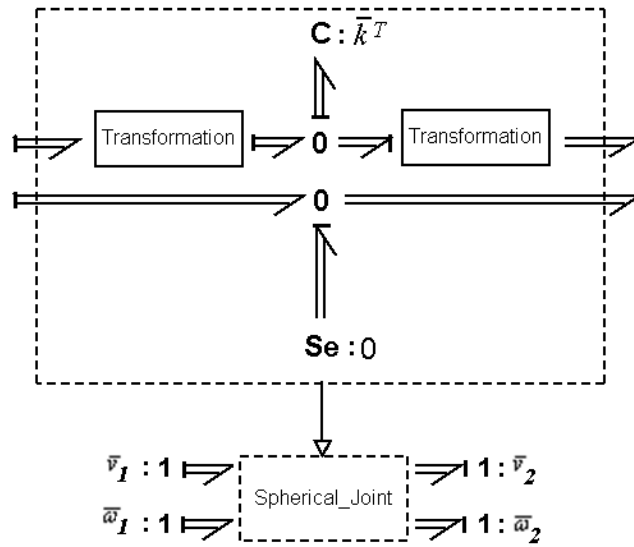 C : k̄ᵀ
Transformation 0 Transformation
0
Se : 0
v̄₁ : 1 1 : v̄₂
Spherical_Joint
ω̄₁ : 1 1 : ω̄₂